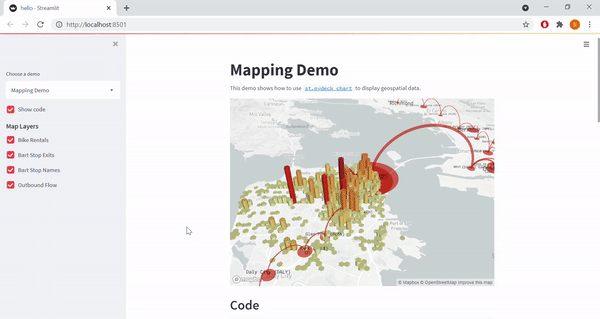 hello - Streamlit
http://localhost:8501
S
Choose a demo
Mapping Demo
Show code
Map Layers
Bike Rentals
Bart Stop Exits
Bart Stop Names
Outbound Flow
Mapping Demo
This demo shows how to use st.pydeck_chart to display geospatial data.
Daly City (DALY)
© Mapbox © OpenStreetMap Improve this map
Code